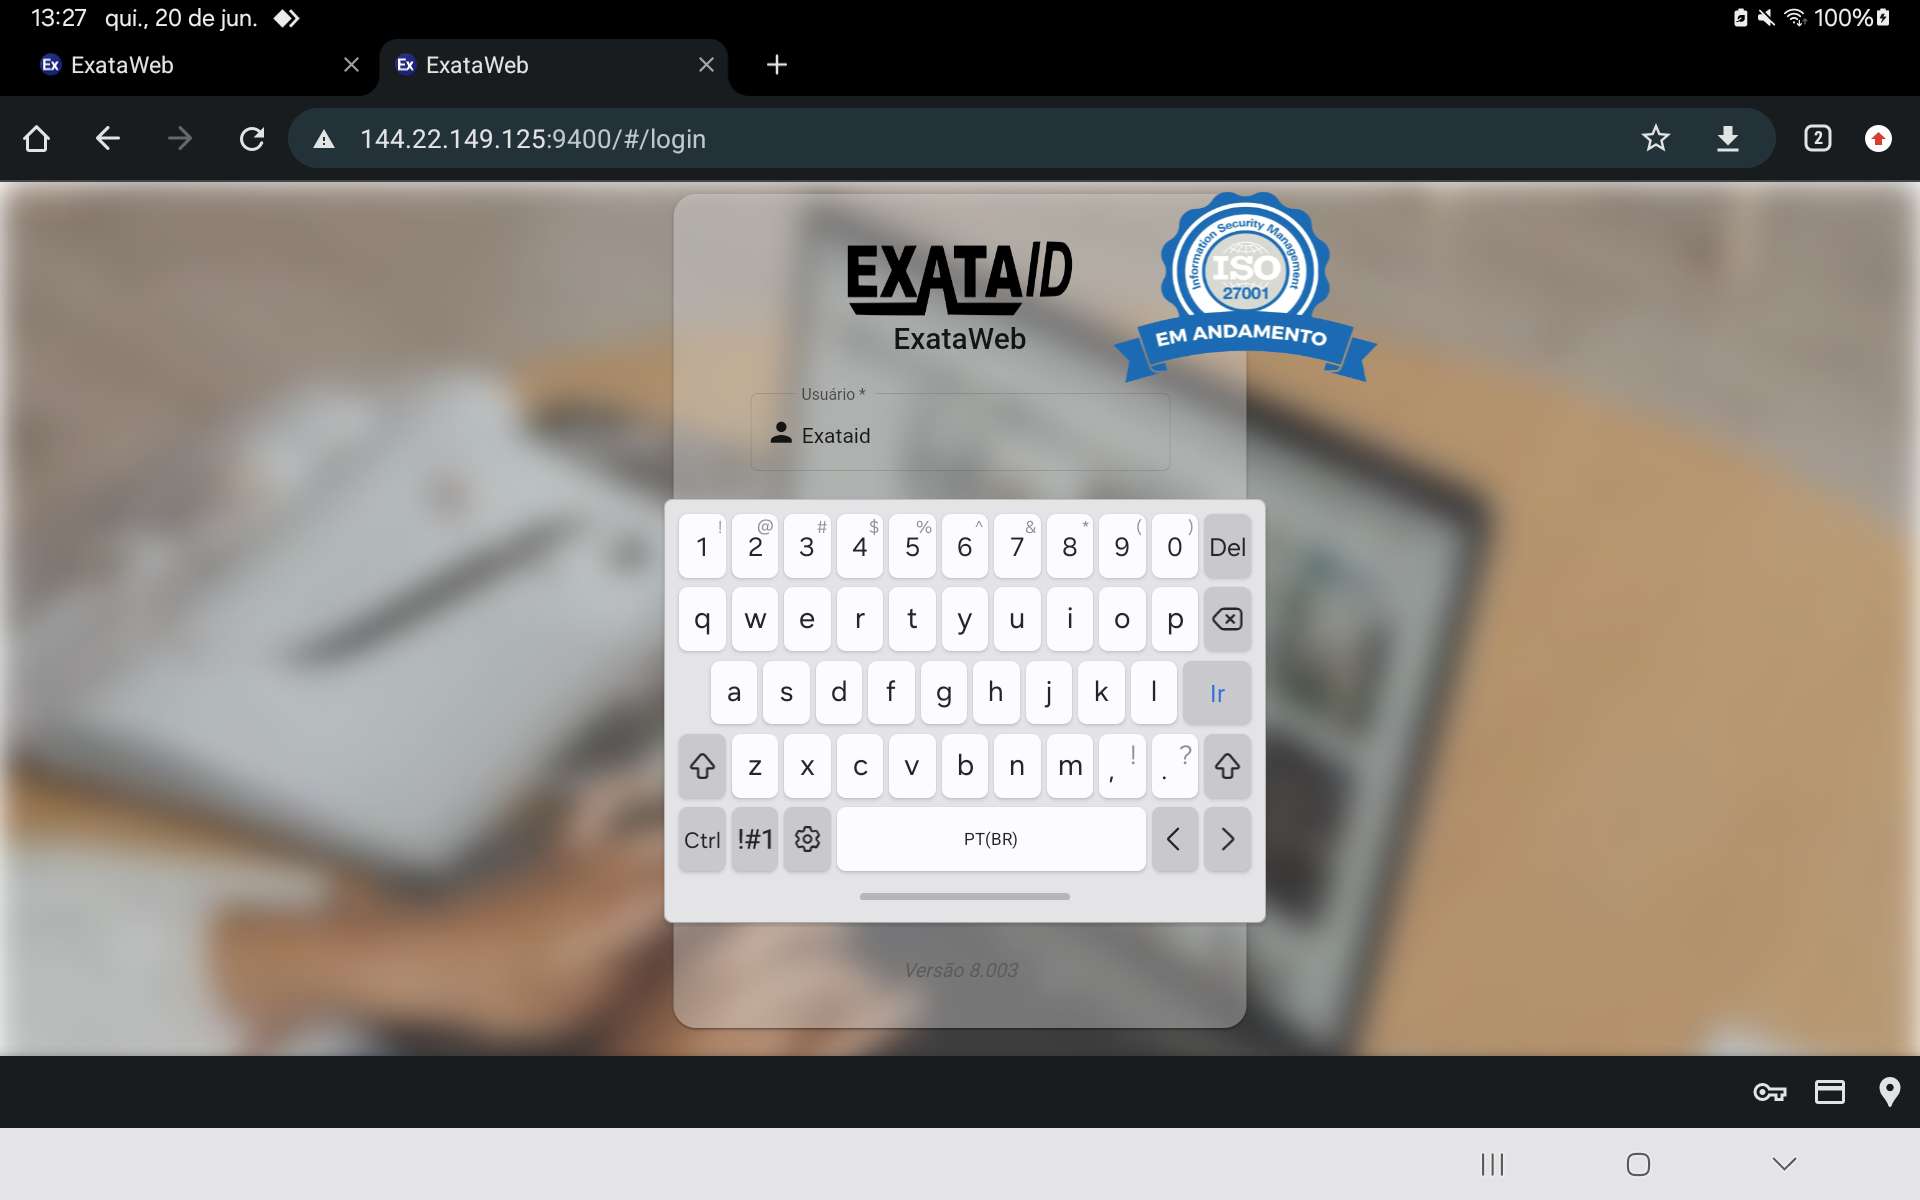 13:27 qui., 20 de jun. 100%
Ex ExataWeb Ex ExataWeb
144.22.149.125:9400/#/login 2
EXATAID
ExataWeb
Information Security Management
ISO
27001
EM ANDAMENTO
Usuário *
Exataid
! @ # $ % ^ & * ( )
1 2 3 4 5 6 7 8 9 0 Del
q w e r t y u i o p
a s d f g h j k l Ir
z x c v b n m , ! . ?
Ctrl !#1 PT(BR) < >
Versão 8.003